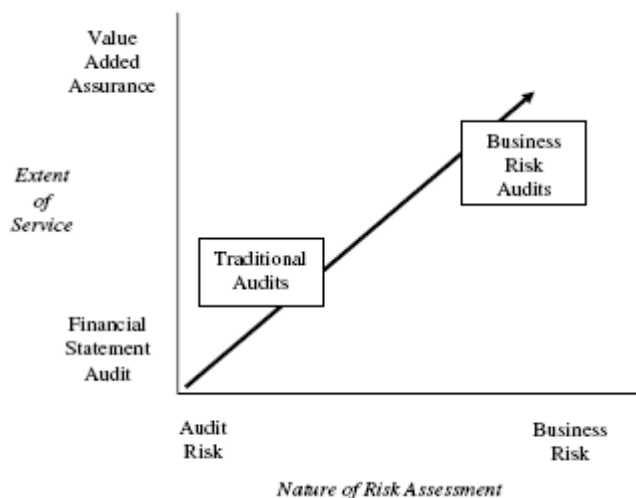 Value
Added
Assurance
Extent
of
Service
Financial
Statement
Audit
Business
Risk
Audits
Traditional
Audits
Audit
Risk
Business
Risk
Nature of Risk Assessment